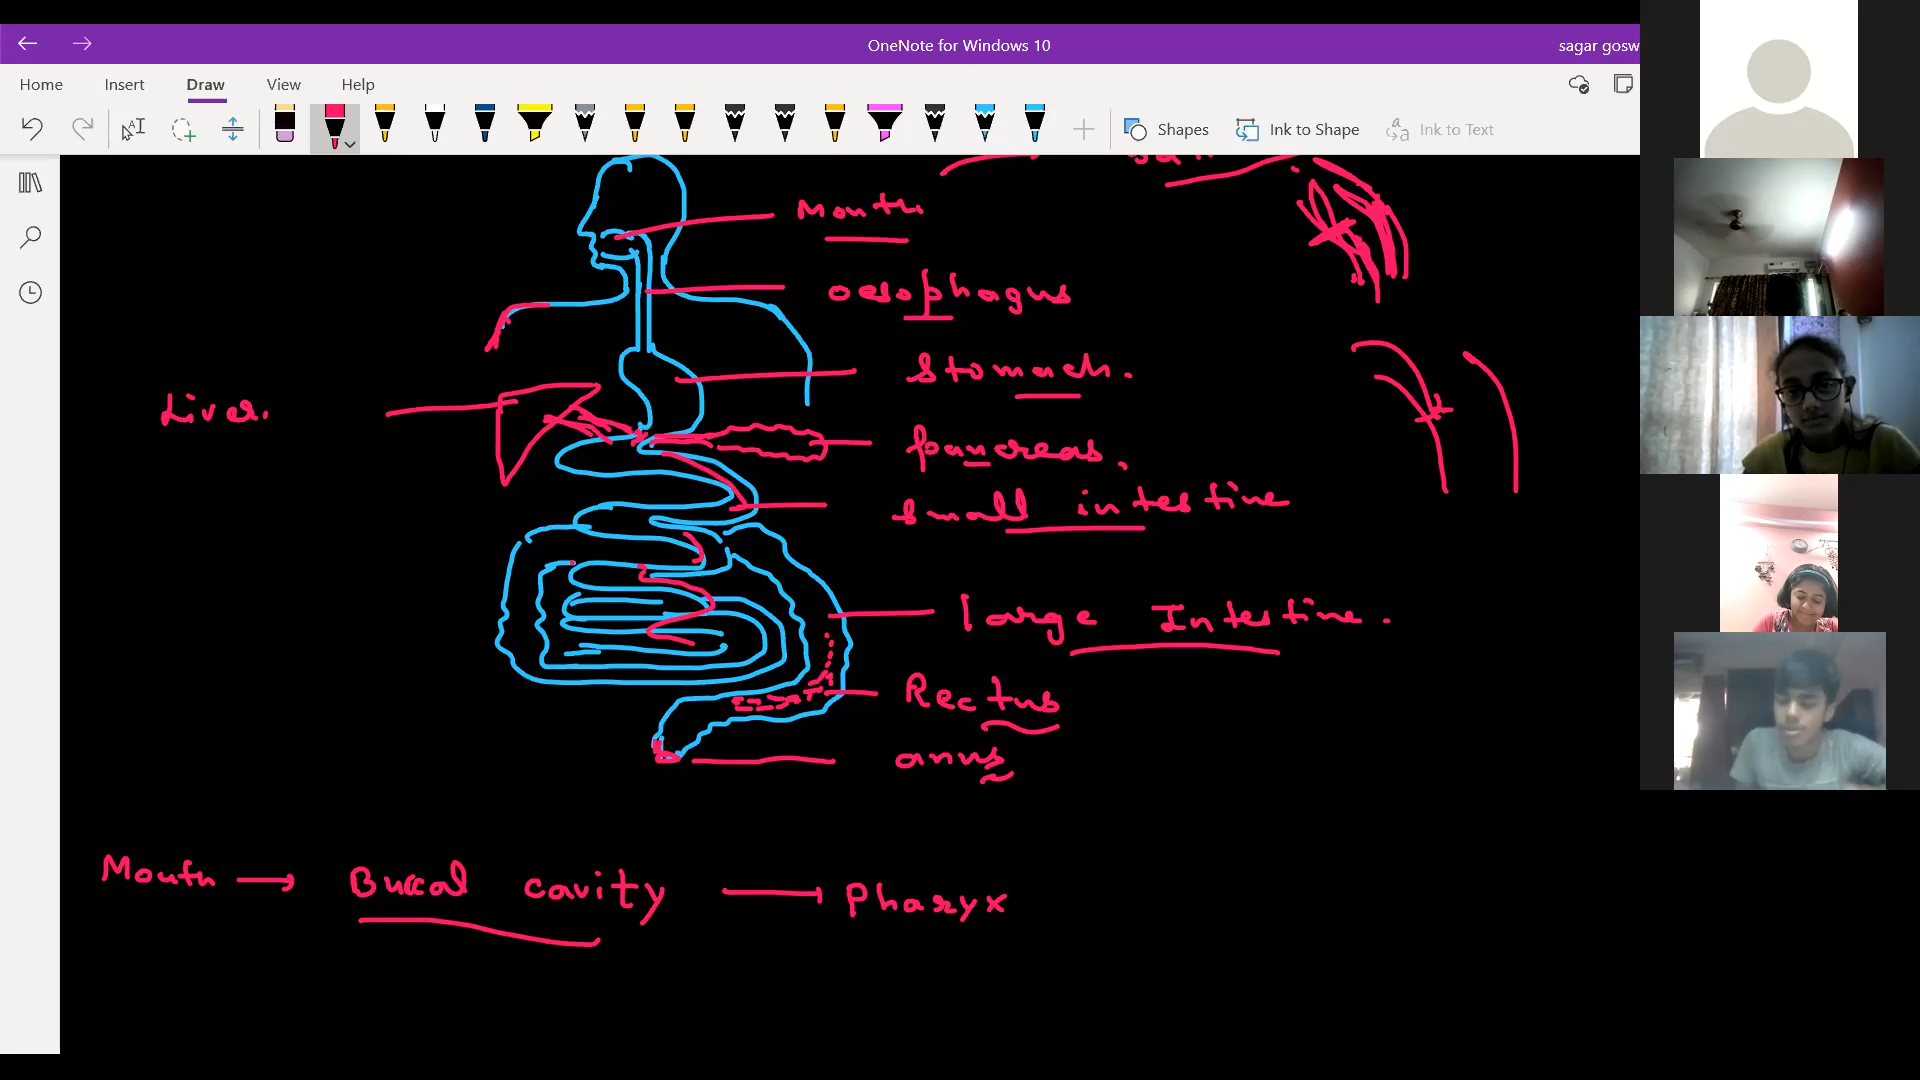 OneNote for Windows 10
sagar gosw
Home Insert Draw View Help
Shapes Ink to Shape Ink to Text
Mouth
oesophagus
Stomach.
Liver.
pancreas.
small intestine
large Intestine.
Rectus
anus
Mouth → Buccal cavity → Pharyx